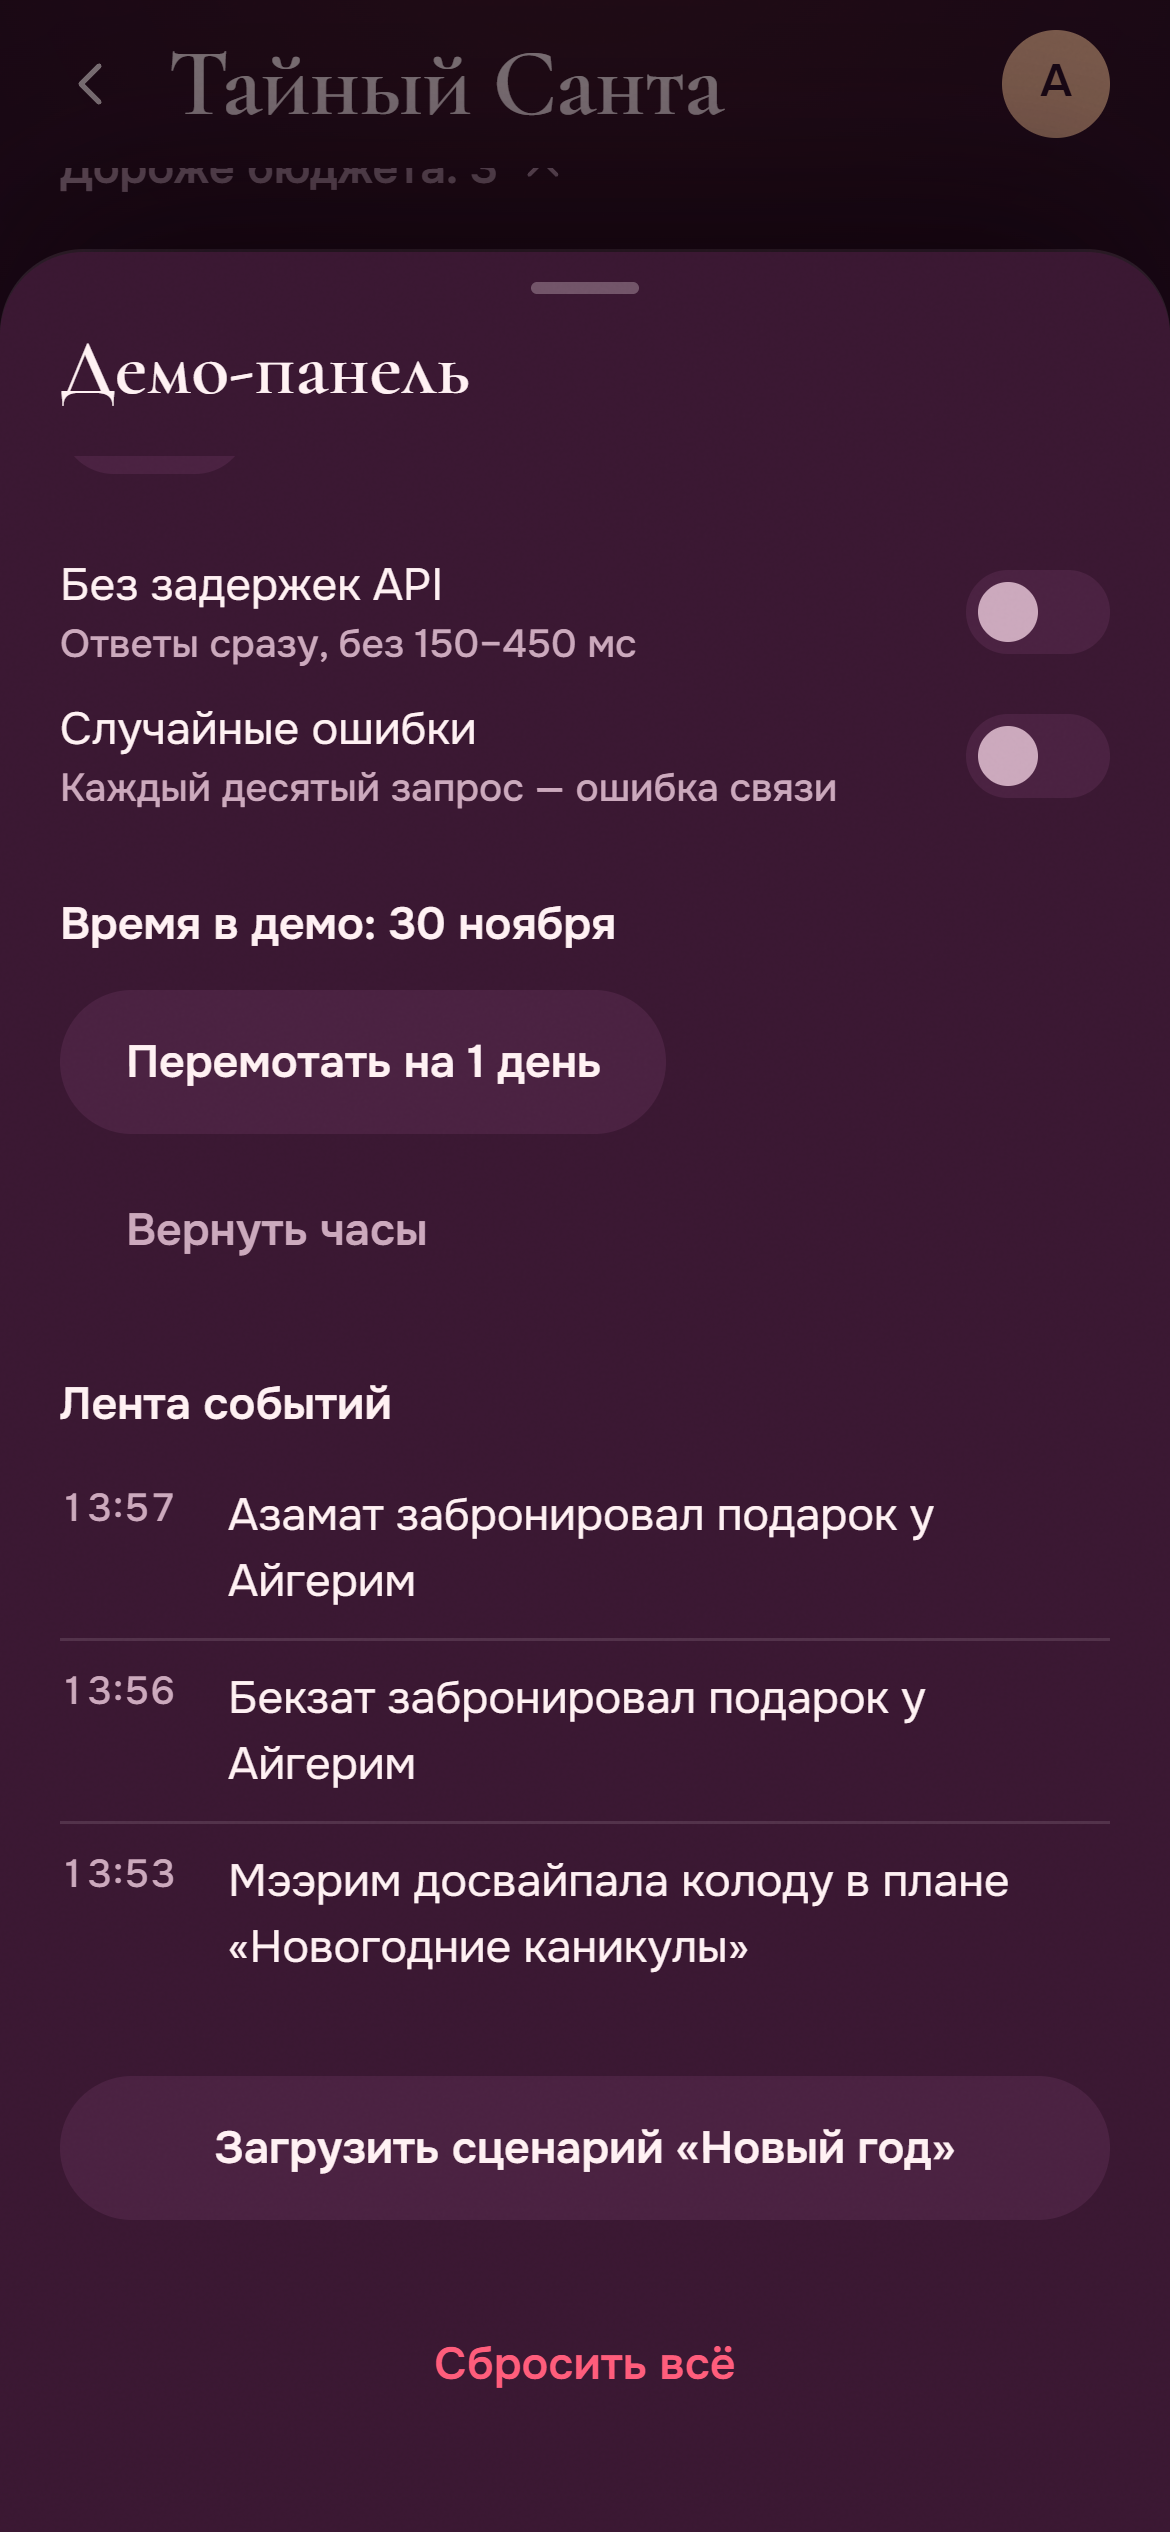 Тайный Санта
А
Дороже бюджета: 3
Демо-панель
Без задержек API
Ответы сразу, без 150–450 мс
Случайные ошибки
Каждый десятый запрос — ошибка связи
Время в демо: 30 ноября
Перемотать на 1 день
Вернуть часы
Лента событий
13:57
Азамат забронировал подарок у
Айгерим
13:56
Бекзат забронировал подарок у
Айгерим
13:53
Мээрим досвайпала колоду в плане
«Новогодние каникулы»
Загрузить сценарий «Новый год»
Сбросить всё